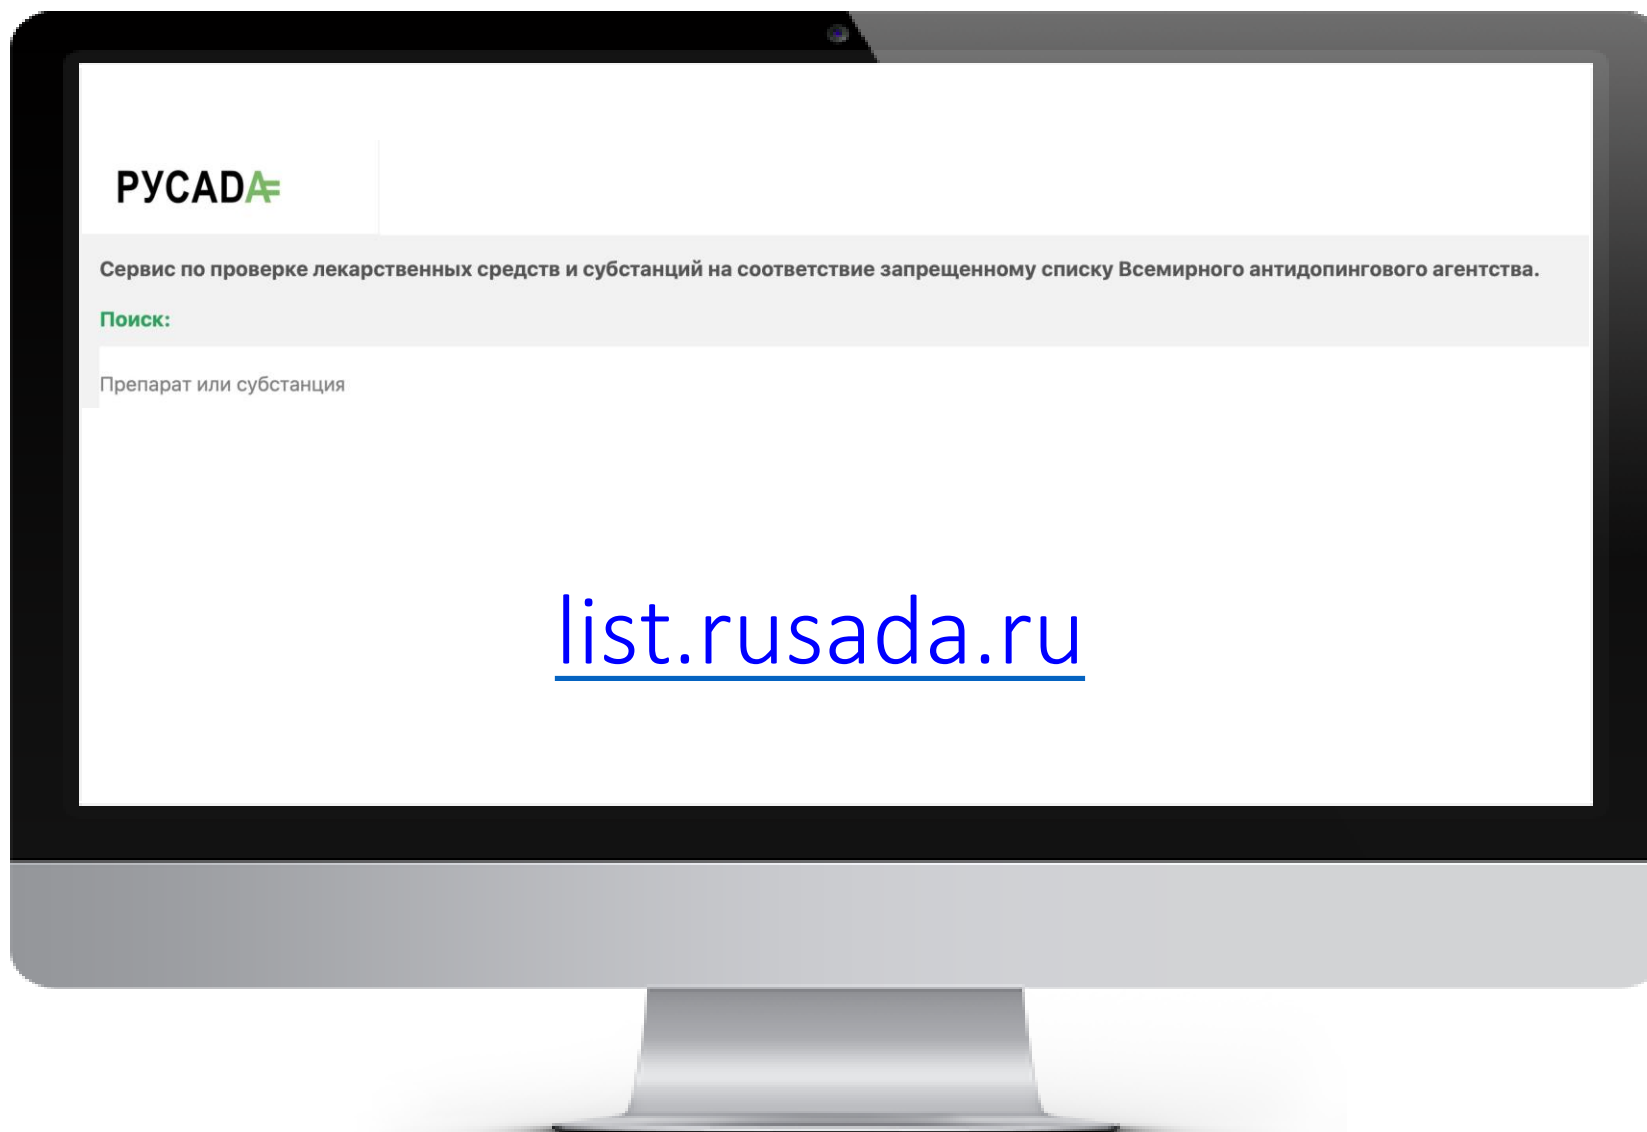 РУСАDA
Сервис по проверке лекарственных средств и субстанций на соответствие запрещенному списку Всемирного антидопингового агентства.
Поиск:
Препарат или субстанция
list.rusada.ru